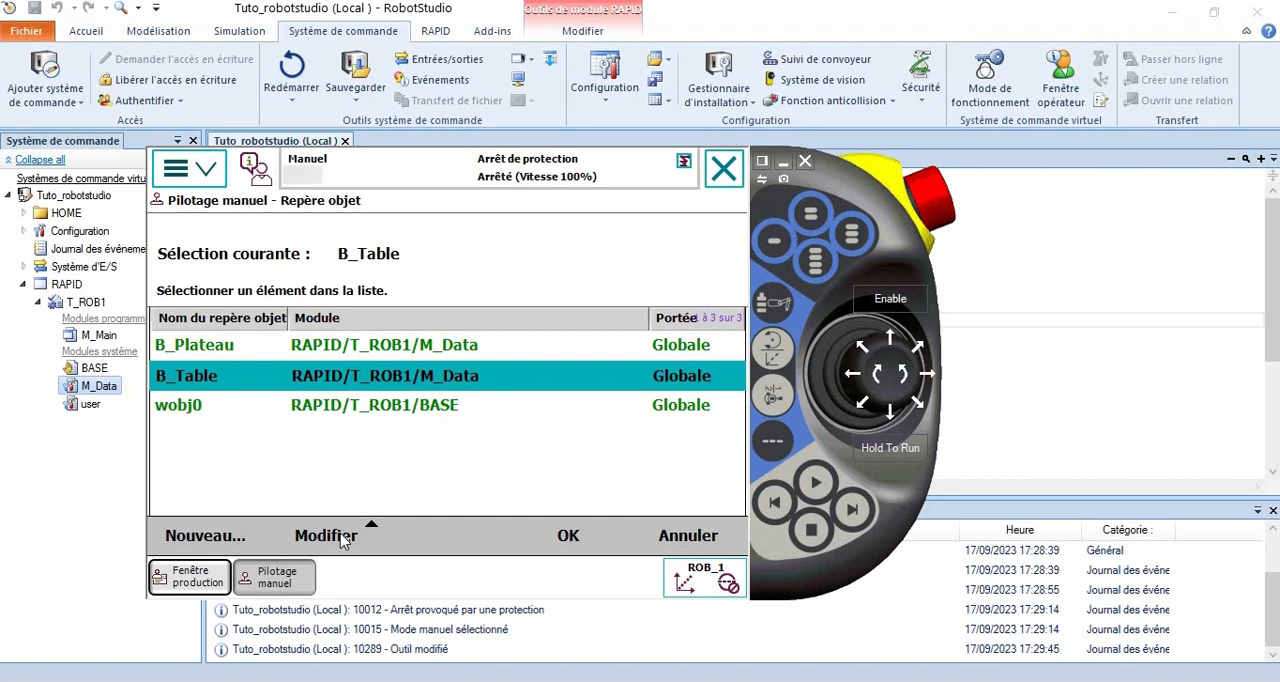 Tuto_robotstudio (Local ) - RobotStudio
Outils de module RAPID
Fichier Accueil Modélisation Simulation Système de commande RAPID Add-ins Modifier
Ajouter système de commande
Demander l'accès en écriture
Libérer l'accès en écriture
Authentifier
Accès
Redémarrer
Sauvegarder
Entrées/sorties
Evénements
Transfert de fichier
Outils système de commande
Configuration
Gestionnaire d'installation
Suivi de convoyeur
Système de vision
Fonction anticollision
Sécurité
Configuration
Mode de fonctionnement
Fenêtre opérateur
Système de commande virtuel
Passer hors ligne
Créer une relation
Ouvrir une relation
Transfert
Système de commande
Tuto_robotstudio (Local )
Collapse all
Systèmes de commande virtu
Tuto_robotstudio
HOME
Configuration
Journal des événeme
Système d'E/S
RAPID
T_ROB1
Modules programm
M_Main
Modules système
BASE
M_Data
user
Manuel
Arrêt de protection
Arrêté (Vitesse 100%)
Pilotage manuel - Repère objet
Sélection courante : B_Table
Sélectionner un élément dans la liste.
Nom du repère objet Module Portée 1 à 3 sur 3
B_Plateau RAPID/T_ROB1/M_Data Globale
B_Table RAPID/T_ROB1/M_Data Globale
wobj0 RAPID/T_ROB1/BASE Globale
Nouveau... Modifier OK Annuler
Fenêtre production
Pilotage manuel
ROB_1
Enable
Hold To Run
Heure Catégorie :
17/09/2023 17:28:39 Général
17/09/2023 17:28:39 Journal des événe
17/09/2023 17:28:55 Journal des événe
Tuto_robotstudio (Local ): 10012 - Arrêt provoqué par une protection 17/09/2023 17:29:14 Journal des événe
Tuto_robotstudio (Local ): 10015 - Mode manuel sélectionné 17/09/2023 17:29:14 Journal des événe
Tuto_robotstudio (Local ): 10289 - Outil modifié 17/09/2023 17:29:45 Journal des événe